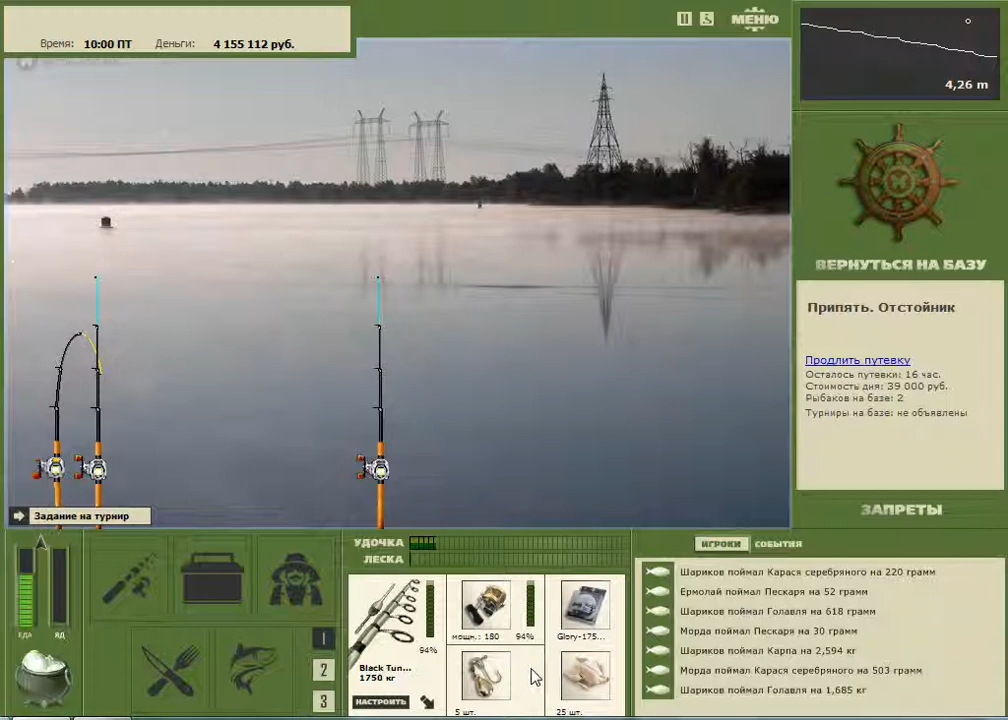 МЕНЮ
Время: 10:00 ПТ Деньги: 4 155 112 руб.
4,26 m
ВЕРНУТЬСЯ НА БАЗУ
Припять. Отстойник
Продлить путевку
Осталось путевки: 16 час.
Стоимость дня: 39 000 руб.
Рыбаков на базе: 2
Турниры на базе: не объявлены
ЗАПРЕТЫ
Задание на турнир
УДОЧКА
ЛЕСКА
ЕДА
ЯД
1
2
3
94%
Black Tun...
1750 кг
НАСТРОИТЬ
мощн.: 180 94%
Glory-175...
5 шт.
25 шт.
ИГРОКИ СОБЫТИЯ
Шариков поймал Карася серебряного на 220 грамм
Ермолай поймал Пескаря на 52 грамм
Шариков поймал Голавля на 618 грамм
Морда поймал Пескаря на 30 грамм
Шариков поймал Карпа на 2,594 кг
Морда поймал Карася серебряного на 503 грамм
Шариков поймал Голавля на 1,685 кг